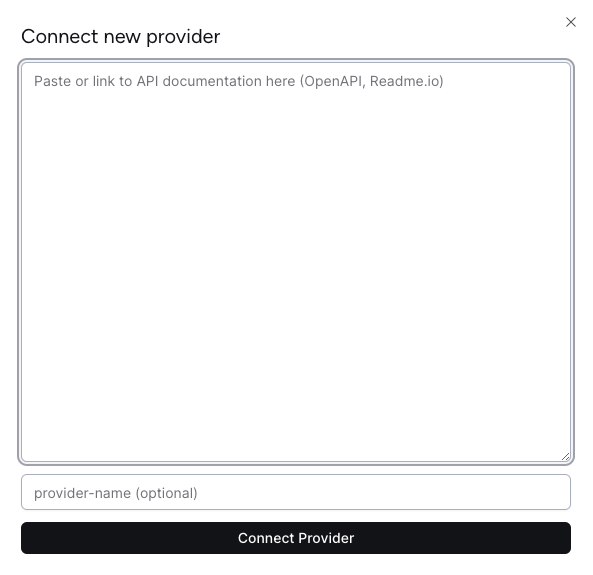 Connect new provider
Paste or link to API documentation here (OpenAPI, Readme.io)
provider-name (optional)
Connect Provider